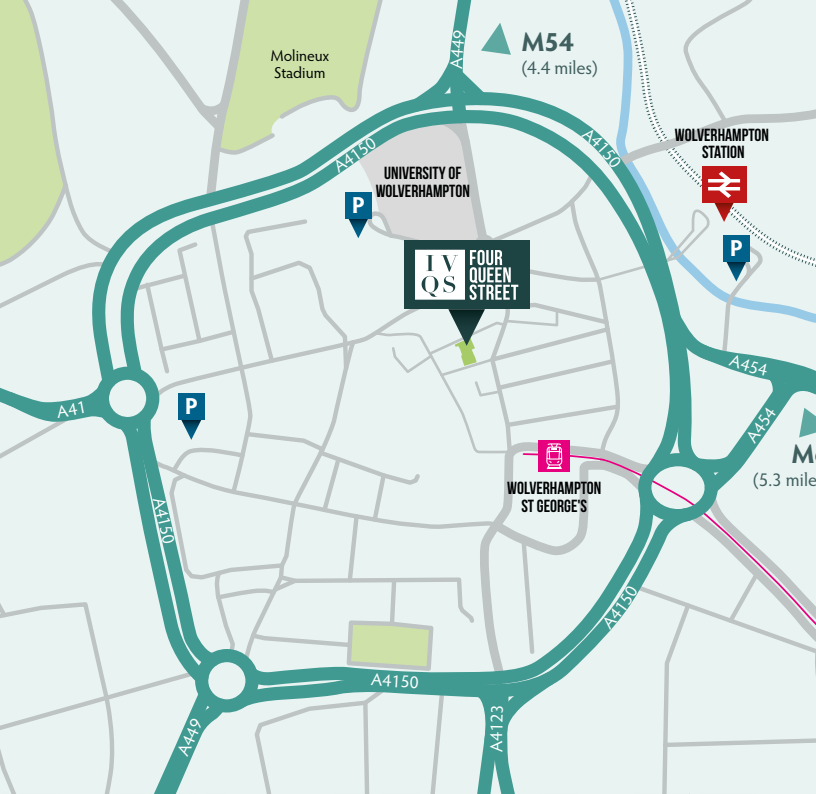 A449
M54
(4.4 miles)
Molineux
Stadium
A4150
A4150
WOLVERHAMPTON
STATION
UNIVERSITY OF
WOLVERHAMPTON
P
P
IV
QS
FOUR
QUEEN
STREET
A454
A454
A41
P
(5.3 mile
WOLVERHAMPTON
ST GEORGE'S
A4150
A4150
A4150
A4123
A449